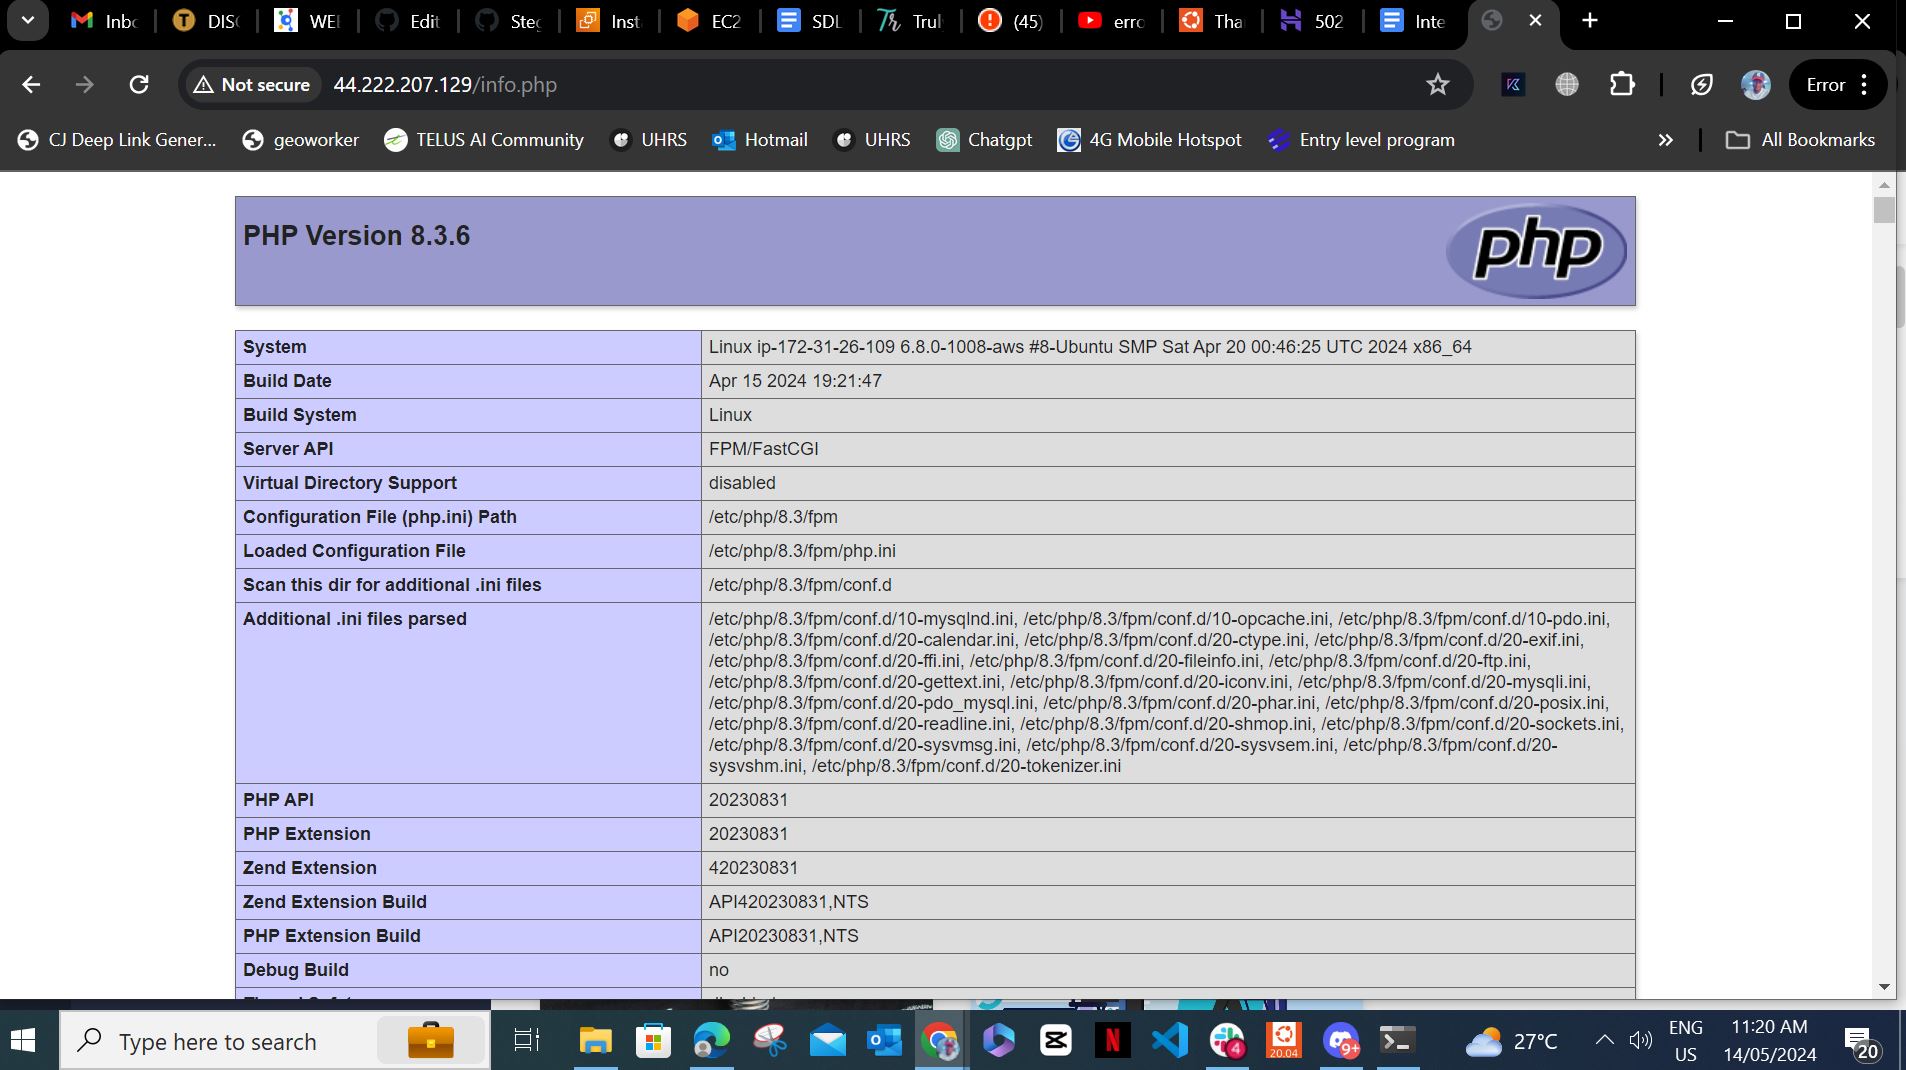 Inbc
DISC
WEI
Edit
Steg
Inst
EC2
SDL
Trul
(45)
erro
Tha
502
Inte
Not secure
44.222.207.129/info.php
Error
CJ Deep Link Gener...
geoworker
TELUS AI Community
UHRS
Hotmail
UHRS
Chatgpt
4G Mobile Hotspot
Entry level program
All Bookmarks
PHP Version 8.3.6
php
System Linux ip-172-31-26-109 6.8.0-1008-aws #8-Ubuntu SMP Sat Apr 20 00:46:25 UTC 2024 x86_64
Build Date Apr 15 2024 19:21:47
Build System Linux
Server API FPM/FastCGI
Virtual Directory Support disabled
Configuration File (php.ini) Path /etc/php/8.3/fpm
Loaded Configuration File /etc/php/8.3/fpm/php.ini
Scan this dir for additional .ini files /etc/php/8.3/fpm/conf.d
Additional .ini files parsed /etc/php/8.3/fpm/conf.d/10-mysqlnd.ini, /etc/php/8.3/fpm/conf.d/10-opcache.ini, /etc/php/8.3/fpm/conf.d/10-pdo.ini,
/etc/php/8.3/fpm/conf.d/20-calendar.ini, /etc/php/8.3/fpm/conf.d/20-ctype.ini, /etc/php/8.3/fpm/conf.d/20-exif.ini,
/etc/php/8.3/fpm/conf.d/20-ffi.ini, /etc/php/8.3/fpm/conf.d/20-fileinfo.ini, /etc/php/8.3/fpm/conf.d/20-ftp.ini,
/etc/php/8.3/fpm/conf.d/20-gettext.ini, /etc/php/8.3/fpm/conf.d/20-iconv.ini, /etc/php/8.3/fpm/conf.d/20-mysqli.ini,
/etc/php/8.3/fpm/conf.d/20-pdo_mysql.ini, /etc/php/8.3/fpm/conf.d/20-phar.ini, /etc/php/8.3/fpm/conf.d/20-posix.ini,
/etc/php/8.3/fpm/conf.d/20-readline.ini, /etc/php/8.3/fpm/conf.d/20-shmop.ini, /etc/php/8.3/fpm/conf.d/20-sockets.ini,
/etc/php/8.3/fpm/conf.d/20-sysvmsg.ini, /etc/php/8.3/fpm/conf.d/20-sysvsem.ini, /etc/php/8.3/fpm/conf.d/20-
sysvshm.ini, /etc/php/8.3/fpm/conf.d/20-tokenizer.ini
PHP API 20230831
PHP Extension 20230831
Zend Extension 420230831
Zend Extension Build API420230831,NTS
PHP Extension Build API20230831,NTS
Debug Build no
Type here to search
4
20.04
9+
27°C
ENG
US
11:20 AM
14/05/2024
20